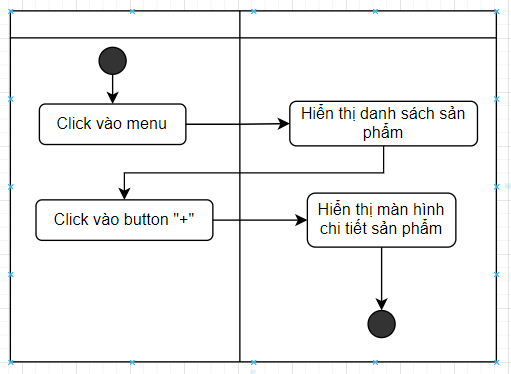 Click vào menu
Hiển thị danh sách sản
phẩm
Click vào button "+"
Hiển thị màn hình
chi tiết sản phẩm